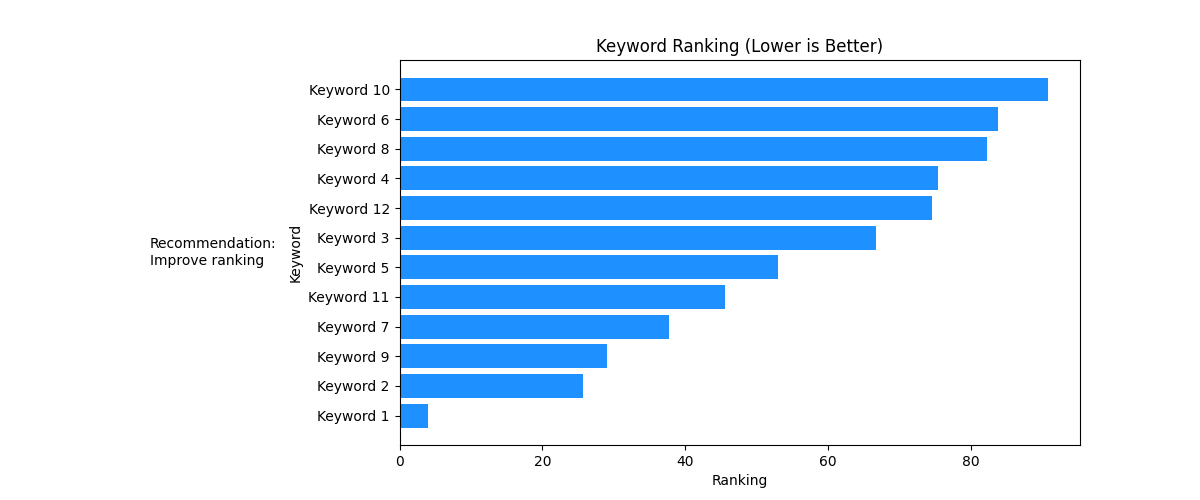 Keyword Ranking (Lower is Better)
Keyword 10
Keyword 6
Keyword 8
Keyword 4
Keyword 12
Keyword 3
Keyword 5
Keyword 11
Keyword 7
Keyword 9
Keyword 2
Keyword 1
Keyword
Recommendation:
Improve ranking
0 20 40 60 80
Ranking